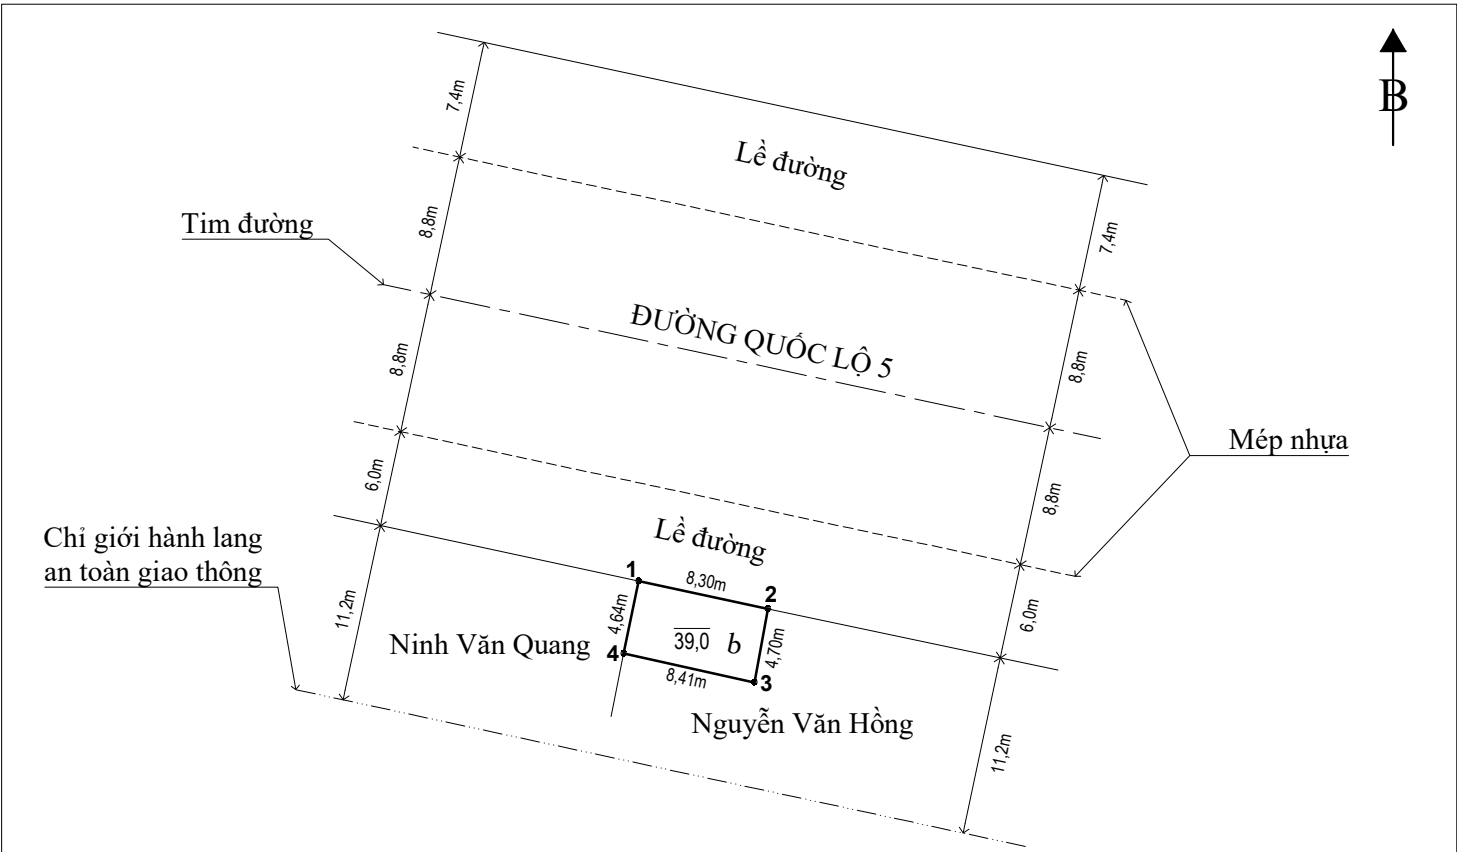 B
7,4m
Lề đường
8,8m
7,4m
Tim đường
ĐƯỜNG QUỐC LỘ 5
8,8m
8,8m
Mép nhựa
6,0m
8,8m
Chỉ giới hành lang
an toàn giao thông
Lề đường
1
8,30m
2
11,2m
4,64m
6,0m
Ninh Văn Quang
39,0
b
4,70m
4
8,41m
3
Nguyễn Văn Hồng
11,2m